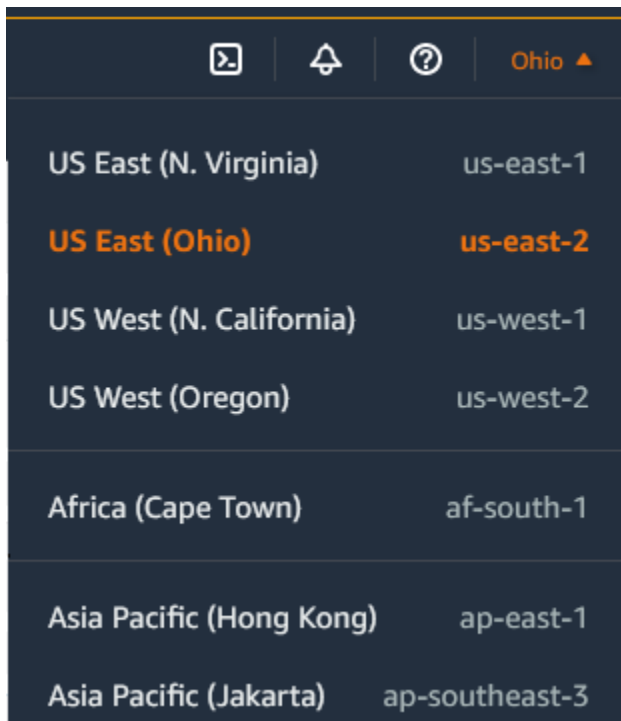 Ohio
US East (N. Virginia) us-east-1
US East (Ohio) us-east-2
US West (N. California) us-west-1
US West (Oregon) us-west-2
Africa (Cape Town) af-south-1
Asia Pacific (Hong Kong) ap-east-1
Asia Pacific (Jakarta) ap-southeast-3